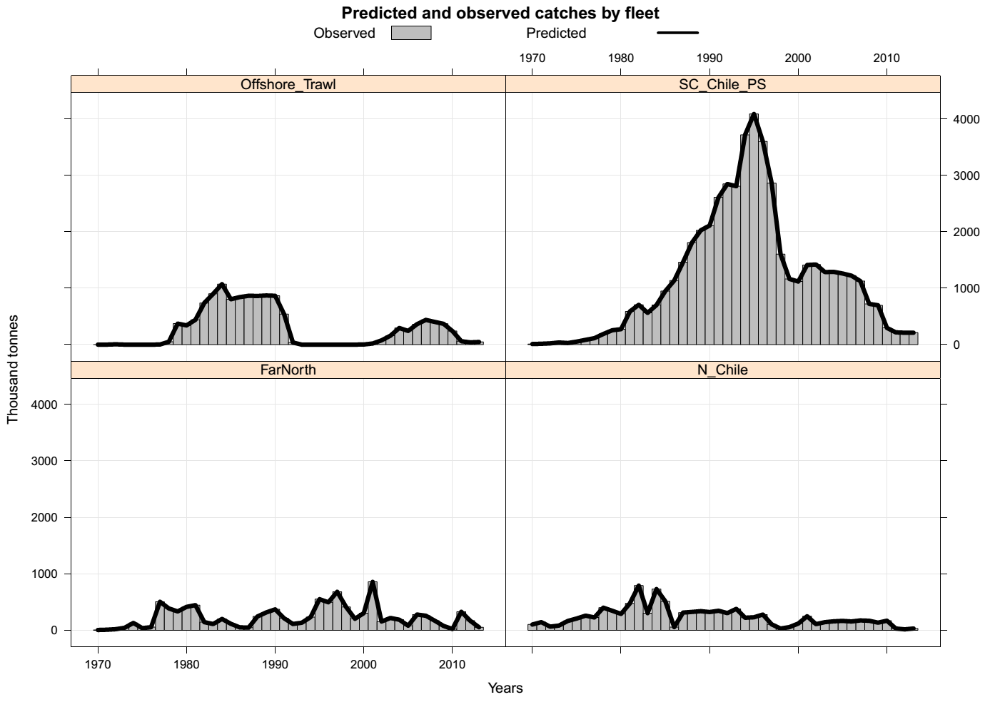 Predicted and observed catches by fleet
Observed Predicted
1970 1980 1990 2000 2010
Offshore_Trawl SC_Chile_PS
4000
3000
2000
1000
0
FarNorth N_Chile
Thousand tonnes
4000
3000
2000
1000
0
1970 1980 1990 2000 2010
Years